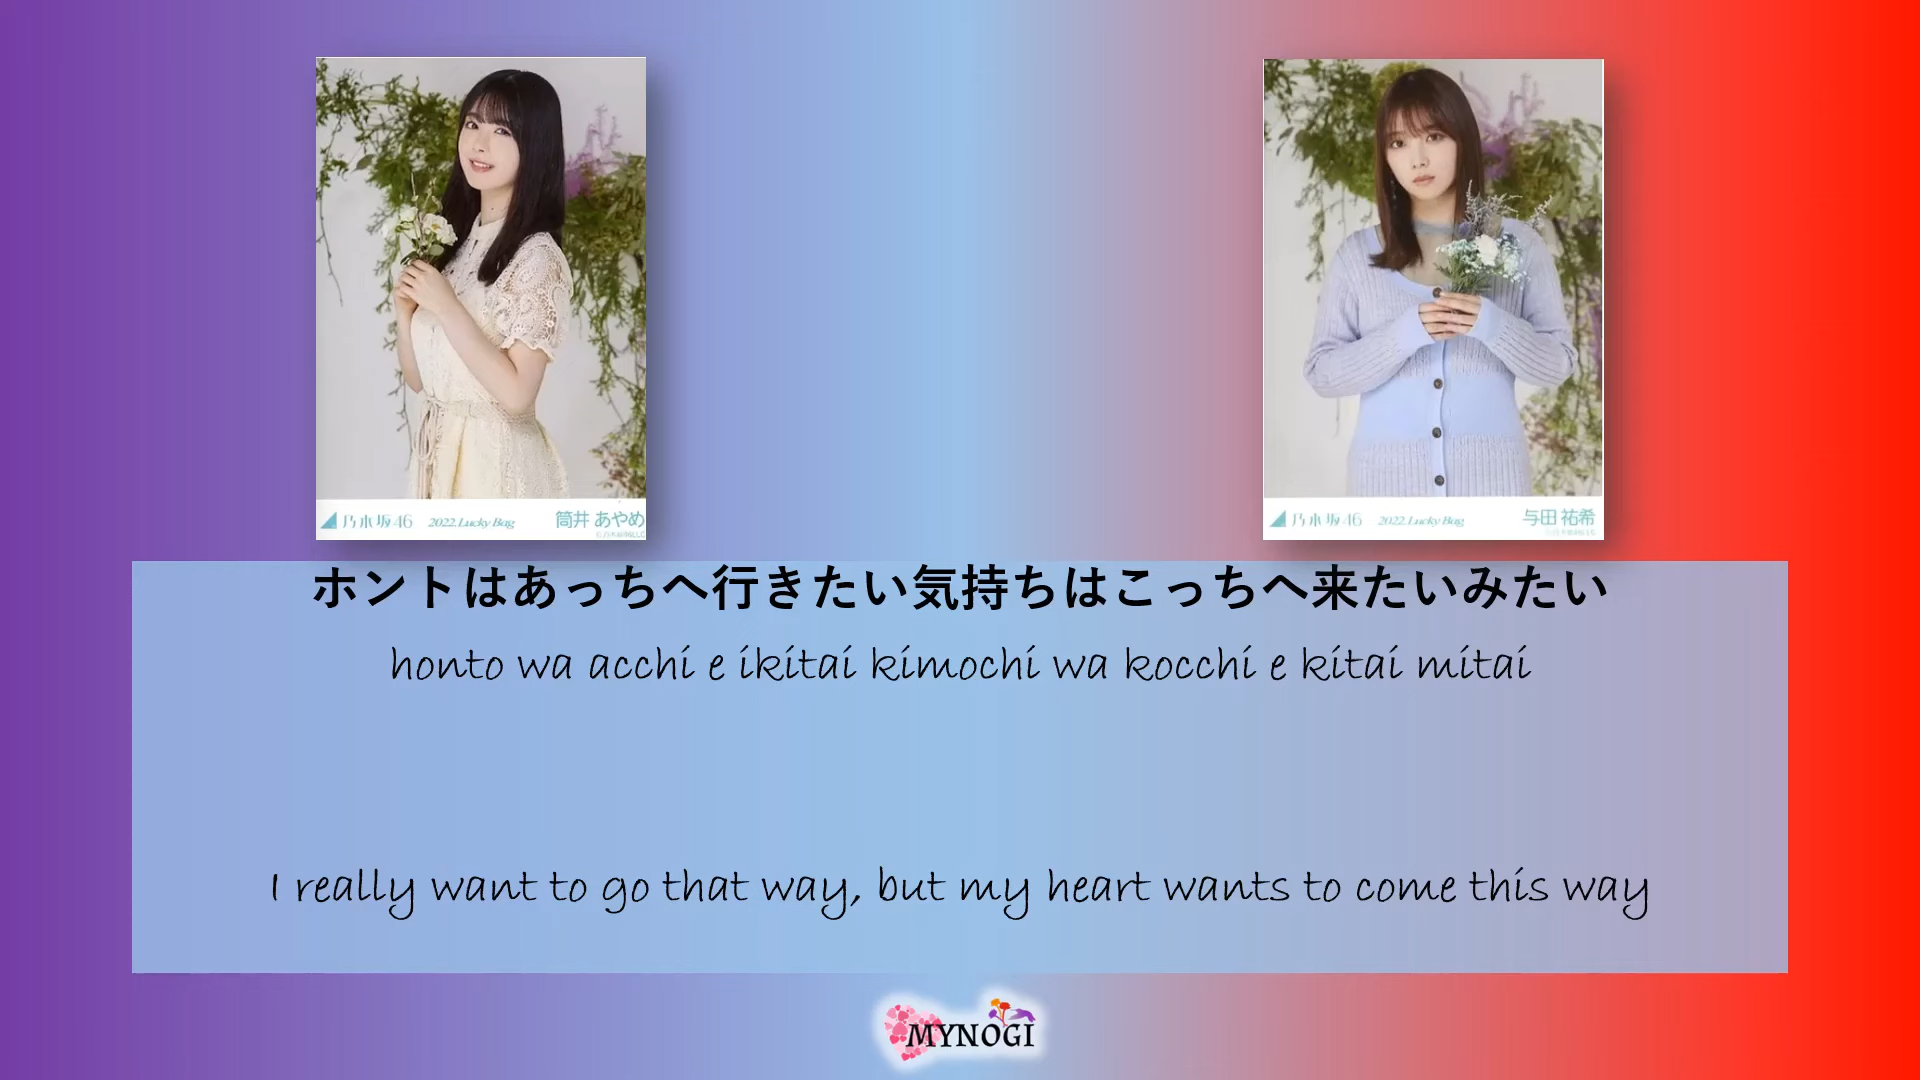 乃木坂46 2022.Lucky Bag 筒井 あやめ
乃木坂46 2022.Lucky Bag 与田 祐希
ホントはあっちへ行きたい気持ちはこっちへ来たいみたい
honto wa acchi e ikitai kimochi wa kocchi e kitai mitai
I really want to go that way, but my heart wants to come this way
MYNOGI